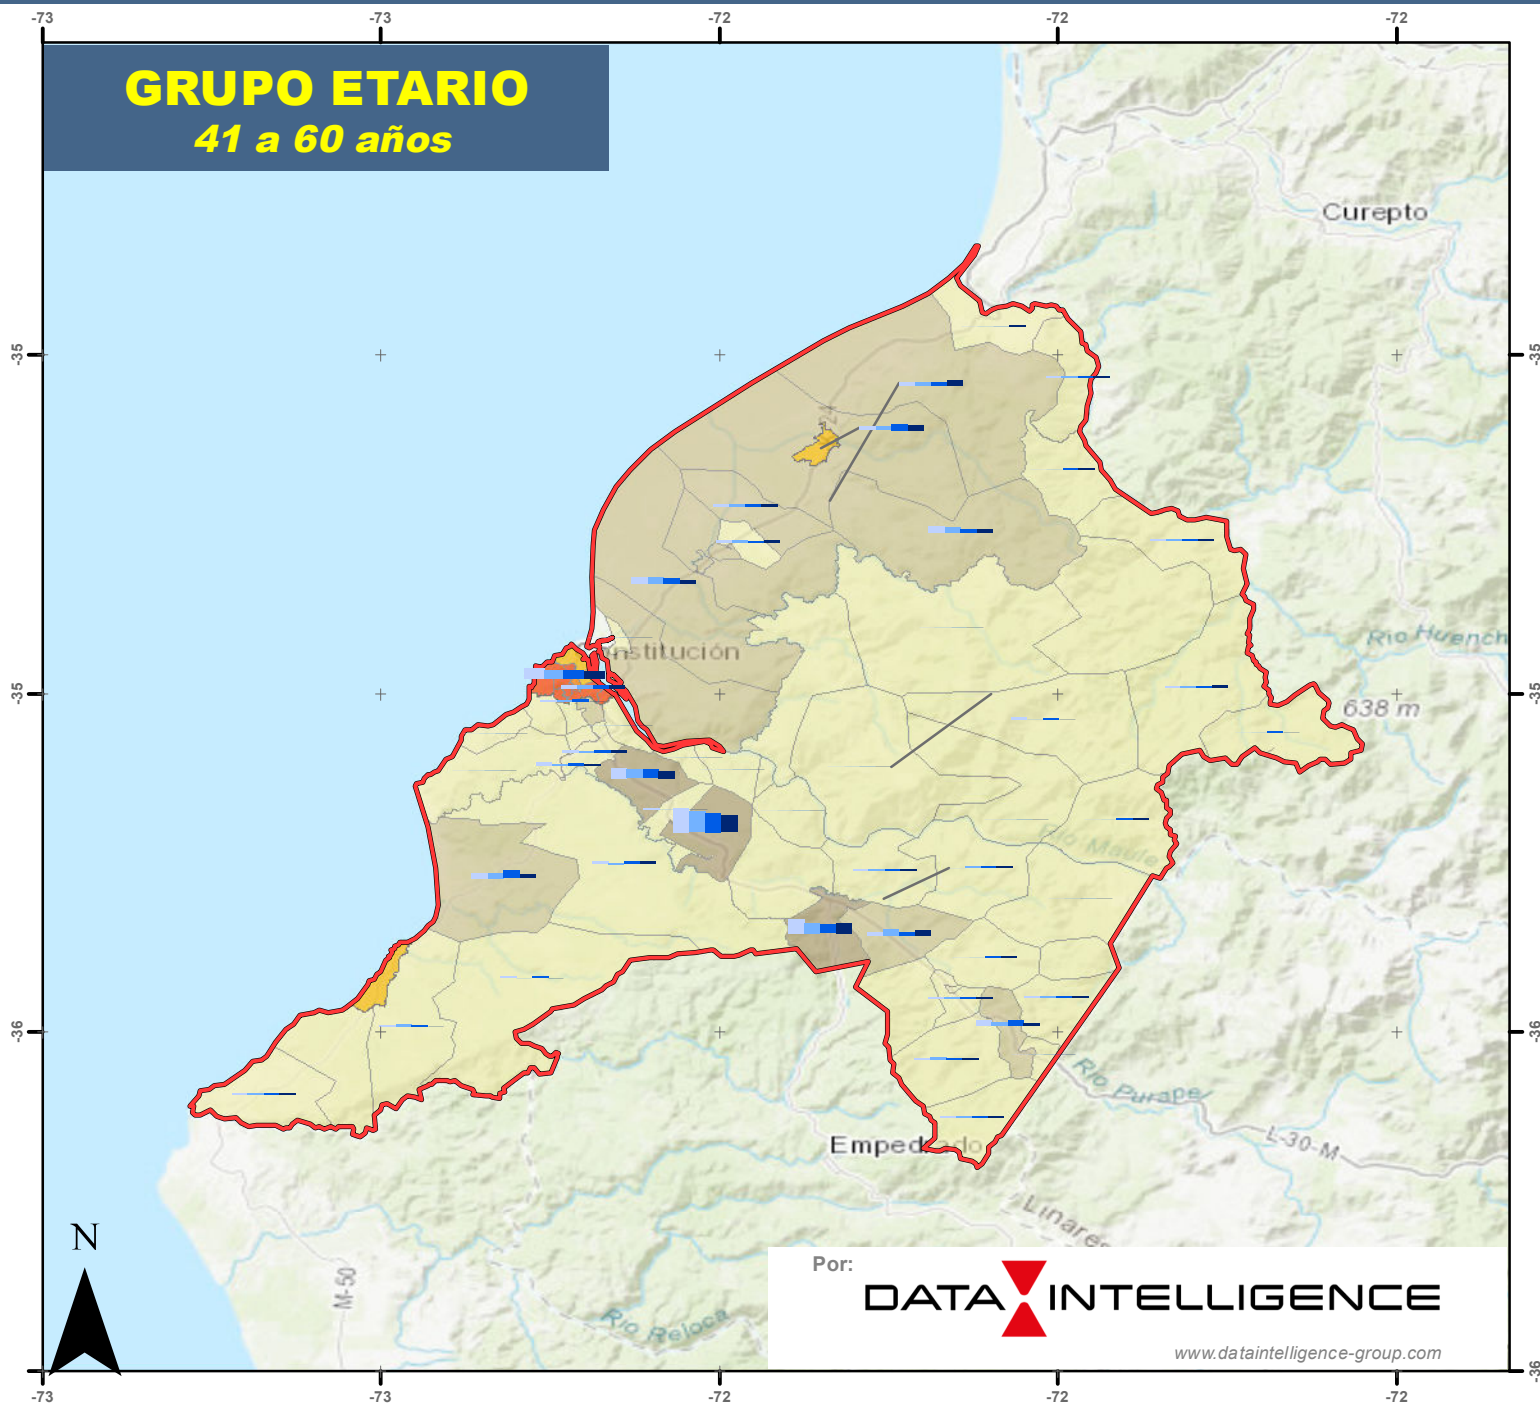 -73
-73
-72
-72
-72
GRUPO ETARIO
41 a 60 años
Curepto
-35
-35
Constitución
Río Huench
-35
-35
638 m
Río Maule
-36
-36
Río Purape
Empedrado
L-30-M
Linares
N
M-50
Río Reloca
Por:
DATA INTELLIGENCE
www.dataintelligence-group.com
-36
-73
-73
-72
-72
-72